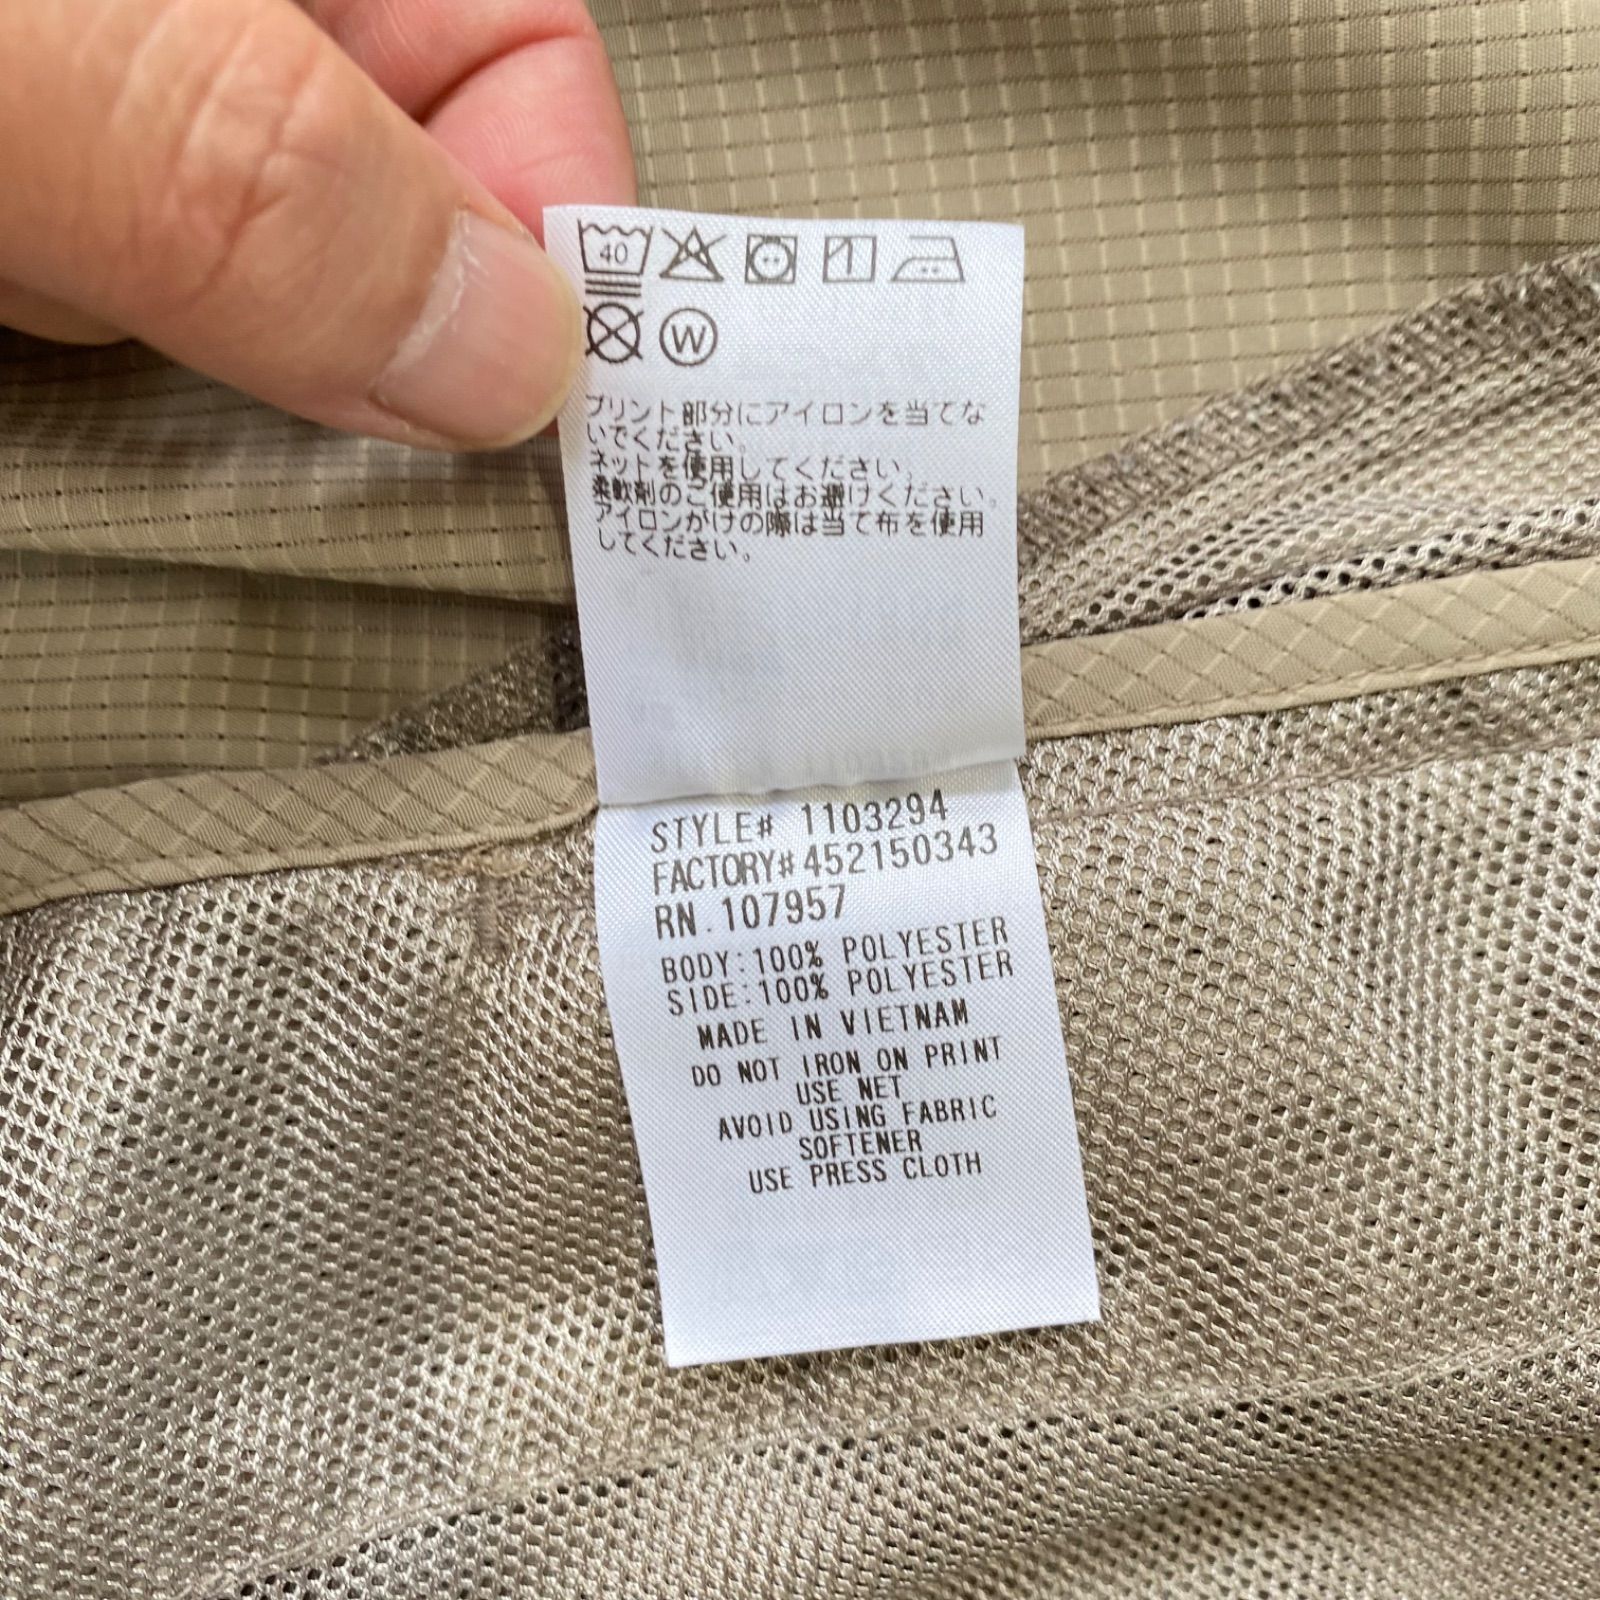 40
W
プリント部分にアイロンを当てな
いでください。
ネットを使用してください。
柔軟剤のご使用はお避けください。
アイロンがけの際は当て布を使用
してください。
STYLE# 1103294
FACTORY#452150343
RN.107957
BODY:100% POLYESTER
SIDE:100% POLYESTER
MADE IN VIETNAM
DO NOT IRON ON PRINT
USE NET
AVOID USING FABRIC
SOFTENER
USE PRESS CLOTH